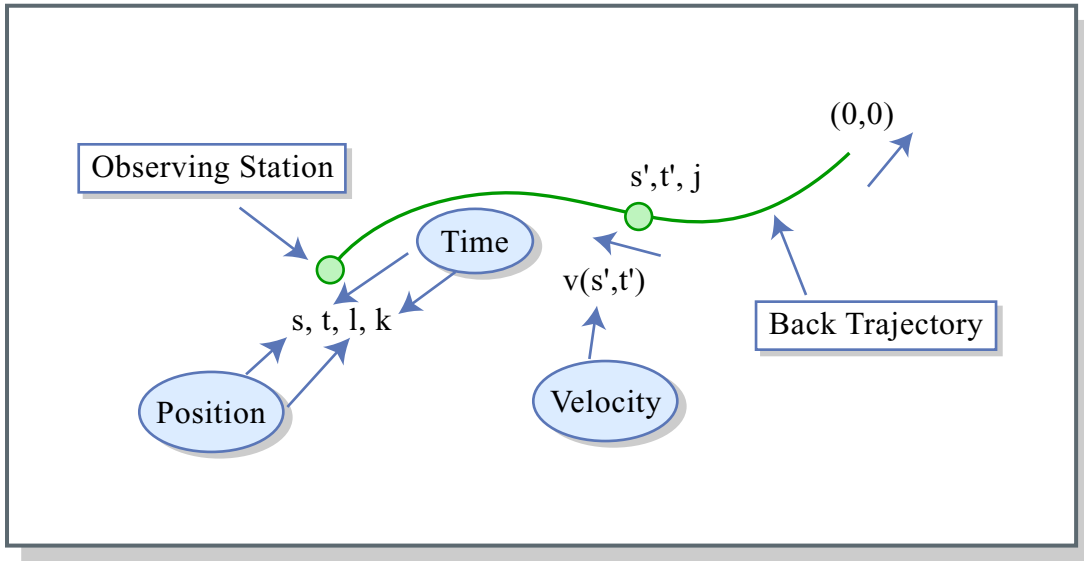 (0,0)
Observing Station
s',t', j
Time
v(s',t')
s, t, l, k
Back Trajectory
Position
Velocity